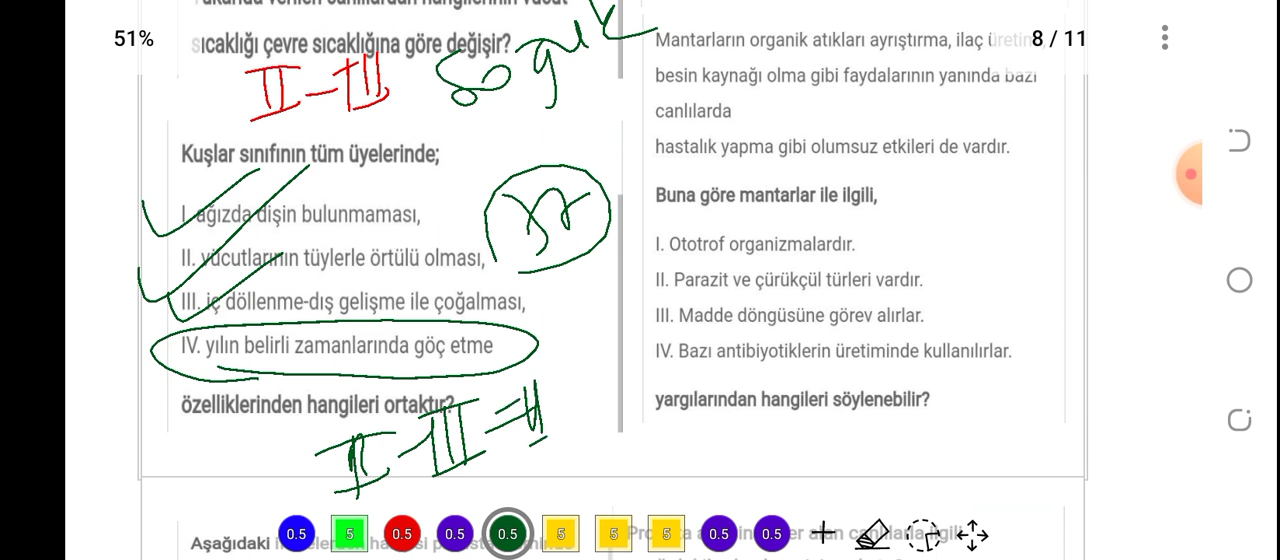 51%
8 / 11
sıcaklığı çevre sıcaklığına göre değişir?
II - III
Soğuk
Kuşlar sınıfının tüm üyelerinde;
I. ağızda dişin bulunmaması,
II. vücutlarının tüylerle örtülü olması,
III. iç döllenme-dış gelişme ile çoğalması,
IV. yılın belirli zamanlarında göç etme
özelliklerinden hangileri ortaktır?
Mantarların organik atıkları ayrıştırma, ilaç üretimi,
besin kaynağı olma gibi faydalarının yanında bazı
canlılarda
hastalık yapma gibi olumsuz etkileri de vardır.
Buna göre mantarlar ile ilgili,
I. Ototrof organizmalardır.
II. Parazit ve çürükçül türleri vardır.
III. Madde döngüsüne görev alırlar.
IV. Bazı antibiyotiklerin üretiminde kullanılırlar.
yargılarından hangileri söylenebilir?
Aşağıdaki
0.5 5 0.5 0.5 0.5 5 5 5 0.5 0.5